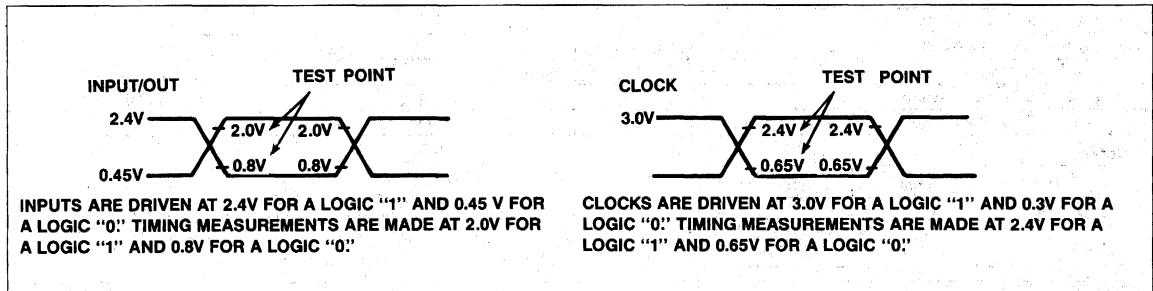 INPUT/OUT
TEST POINT
2.4V
2.0V 2.0V
0.8V 0.8V
0.45V
INPUTS ARE DRIVEN AT 2.4V FOR A LOGIC “1” AND 0.45 V FOR
A LOGIC “0.” TIMING MEASUREMENTS ARE MADE AT 2.0V FOR
A LOGIC “1” AND 0.8V FOR A LOGIC “0.”
CLOCK
TEST POINT
3.0V
2.4V 2.4V
0.65V 0.65V
CLOCKS ARE DRIVEN AT 3.0V FOR A LOGIC “1” AND 0.3V FOR A
LOGIC “0.” TIMING MEASUREMENTS ARE MADE AT 2.4V FOR A
LOGIC “1” AND 0.65V FOR A LOGIC “0.”